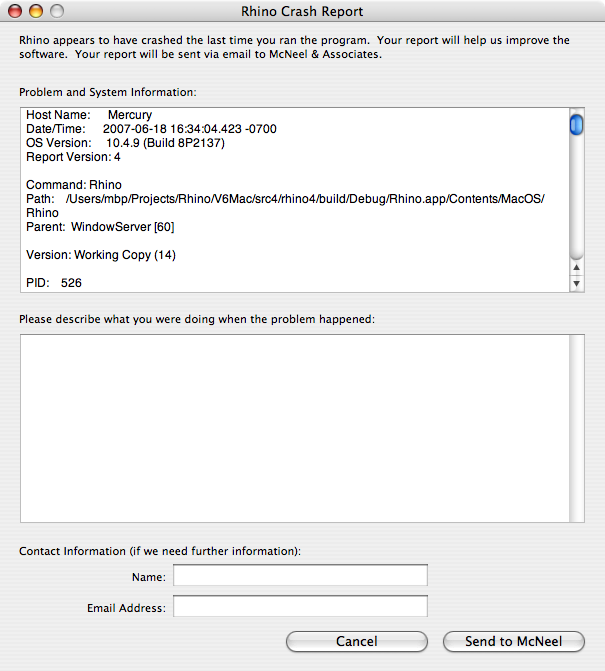 Rhino Crash Report
Rhino appears to have crashed the last time you ran the program. Your report will help us improve the
software. Your report will be sent via email to McNeel & Associates.
Problem and System Information:
Host Name: Mercury
Date/Time: 2007-06-18 16:34:04.423 -0700
OS Version: 10.4.9 (Build 8P2137)
Report Version: 4
Command: Rhino
Path: /Users/mbp/Projects/Rhino/V6Mac/src4/rhino4/build/Debug/Rhino.app/Contents/MacOS/
Rhino
Parent: WindowServer [60]
Version: Working Copy (14)
PID: 526
Please describe what you were doing when the problem happened:
Contact Information (if we need further information):
Name:
Email Address:
Cancel Send to McNeel